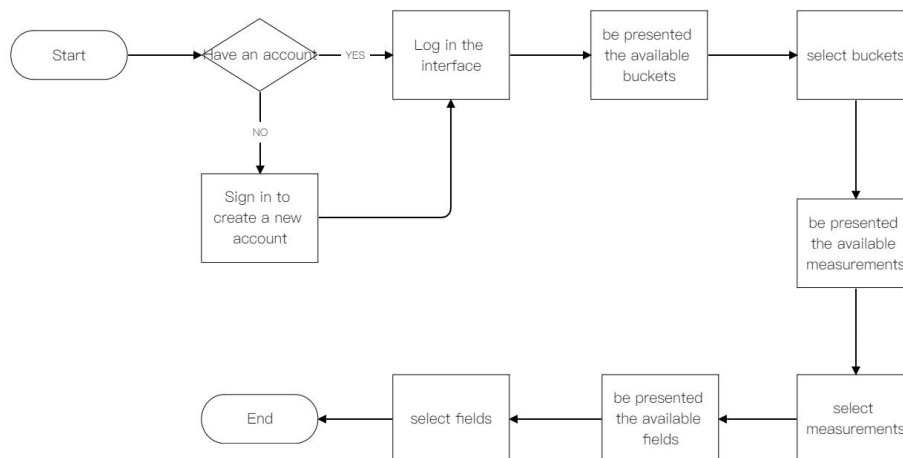 Start
Have an account
YES
Log in the
interface
be presented
the available
buckets
select buckets
NO
Sign in to
create a new
account
be presented
the available
measurements
select
measurements
be presented
the available
fields
select fields
End